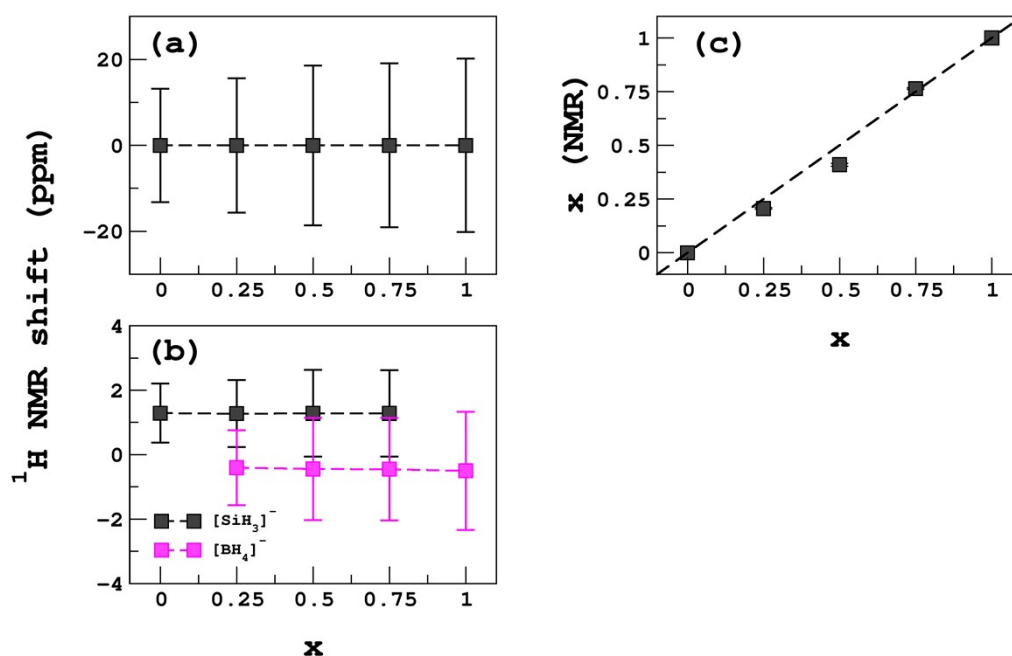 ¹H NMR shift (ppm)
(a)
20
0
−20
0 0.25 0.5 0.75 1
(b)
4
2
0
−2
−4
[SiH₃]⁻
[BH₄]⁻
0 0.25 0.5 0.75 1
x
(c)
x (NMR)
1
0.75
0.5
0.25
0
0 0.25 0.5 0.75 1
x